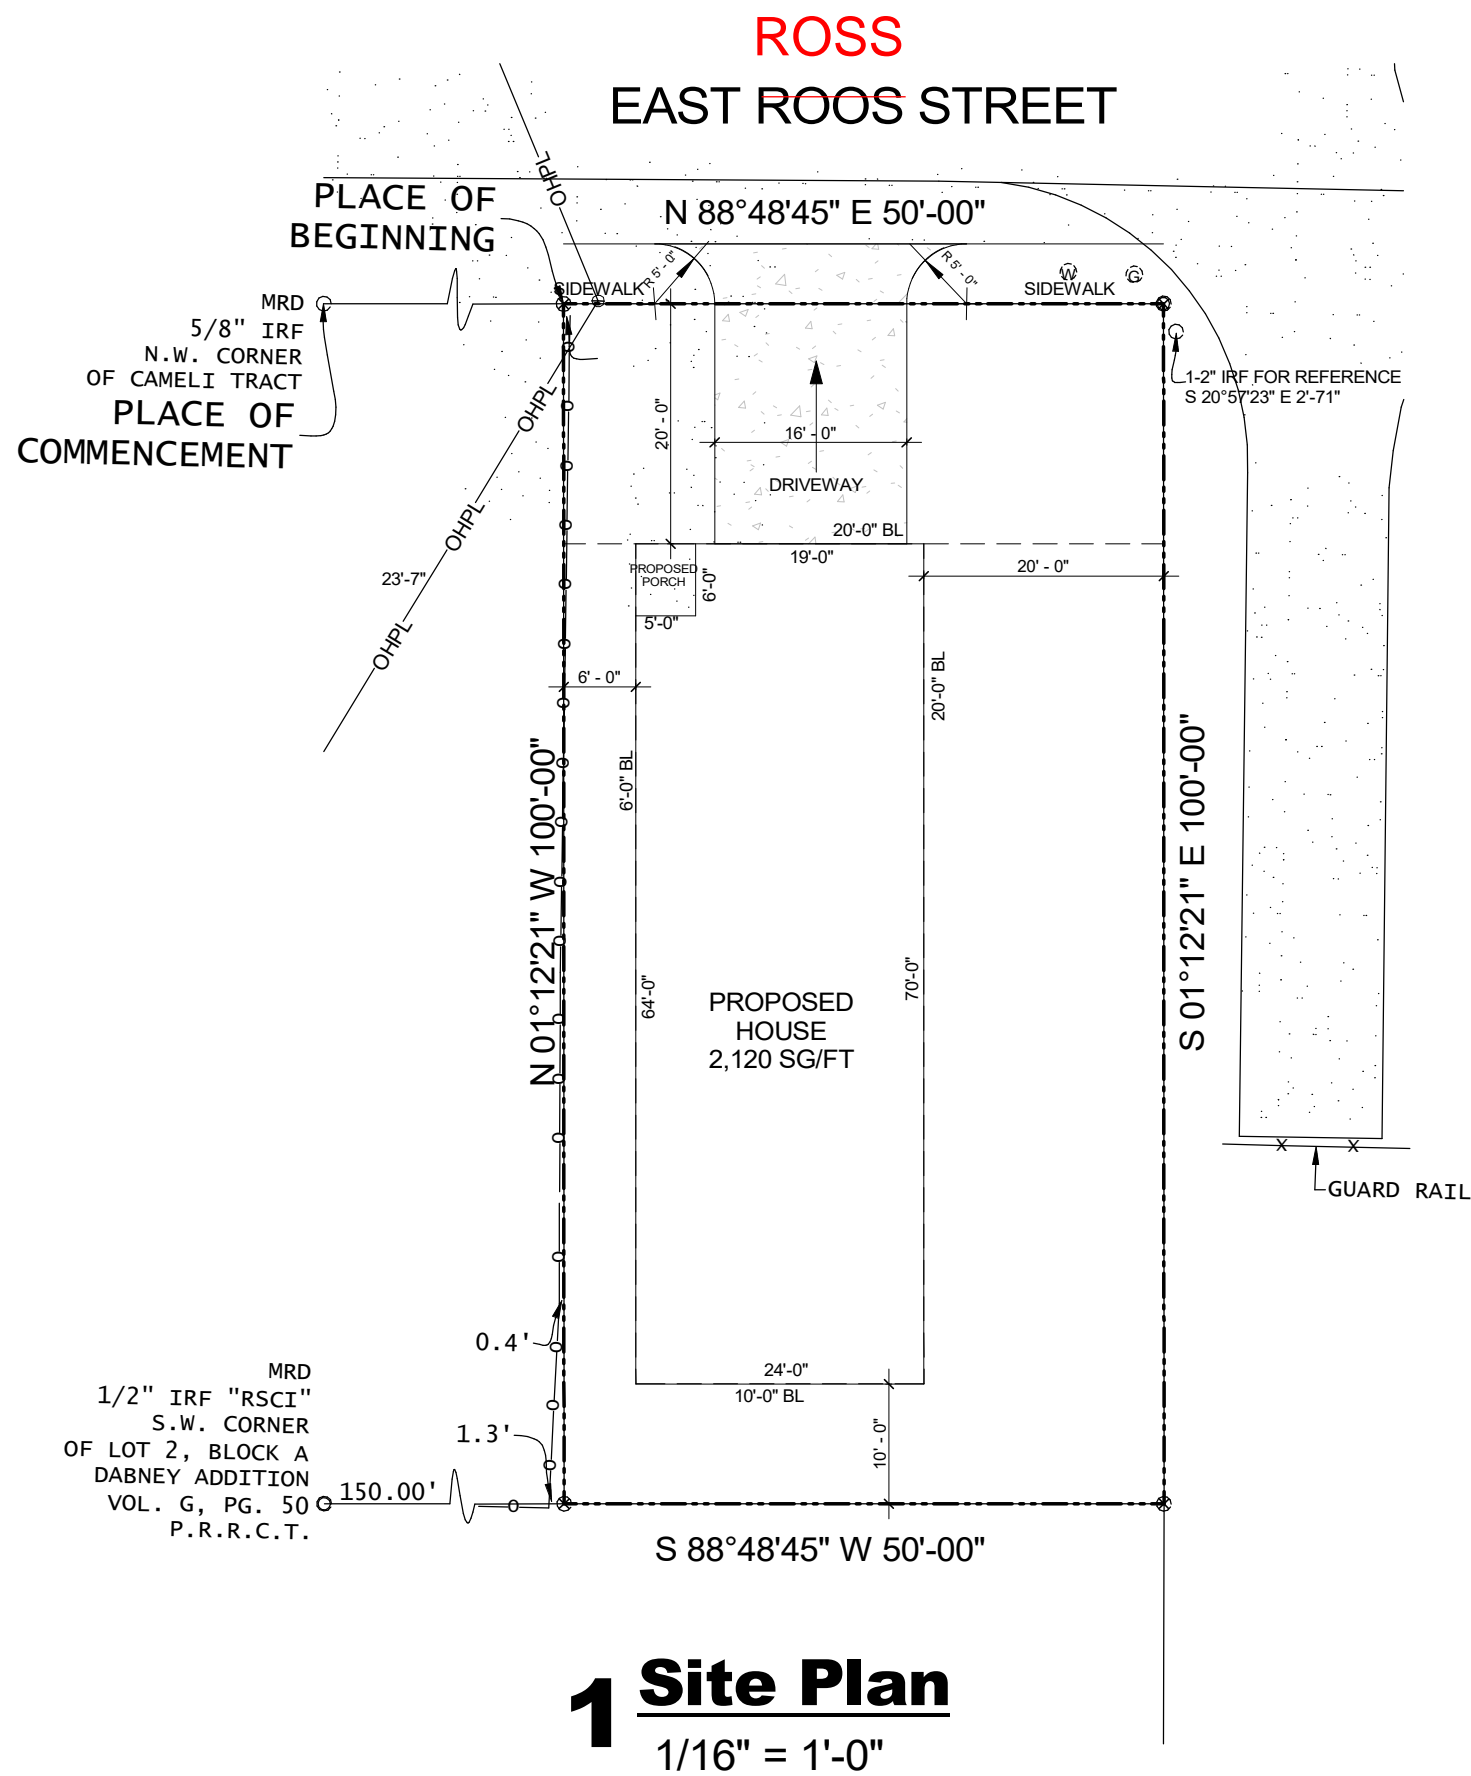 ROSS
EAST ROOS STREET
OHPL
PLACE OF
BEGINNING
N 88°48'45" E 50'-00"
R 5' - 0"
R 5' - 0"
W
G
SIDEWALK
SIDEWALK
MRD
5/8" IRF
N.W. CORNER
OF CAMELI TRACT
PLACE OF
COMMENCEMENT
1-2" IRF FOR REFERENCE
S 20°57'23" E 2'-71"
OHPL
20' - 0"
16' - 0"
DRIVEWAY
OHPL
20'-0" BL
19'-0"
23'-7"
PROPOSED
PORCH
6'-0"
5'-0"
20' - 0"
OHPL
6' - 0"
20'-0" BL
6'-0" BL
N 01°12'21" W 100'-00"
S 01°12'21" E 100'-00"
64'-0"
70'-0"
PROPOSED
HOUSE
2,120 SG/FT
X X
GUARD RAIL
0.4'
24'-0"
10'-0" BL
10' - 0"
1.3'
MRD
1/2" IRF "RSCI"
S.W. CORNER
OF LOT 2, BLOCK A
DABNEY ADDITION
VOL. G, PG. 50
P.R.R.C.T.
150.00'
S 88°48'45" W 50'-00"
1 Site Plan
1/16" = 1'-0"